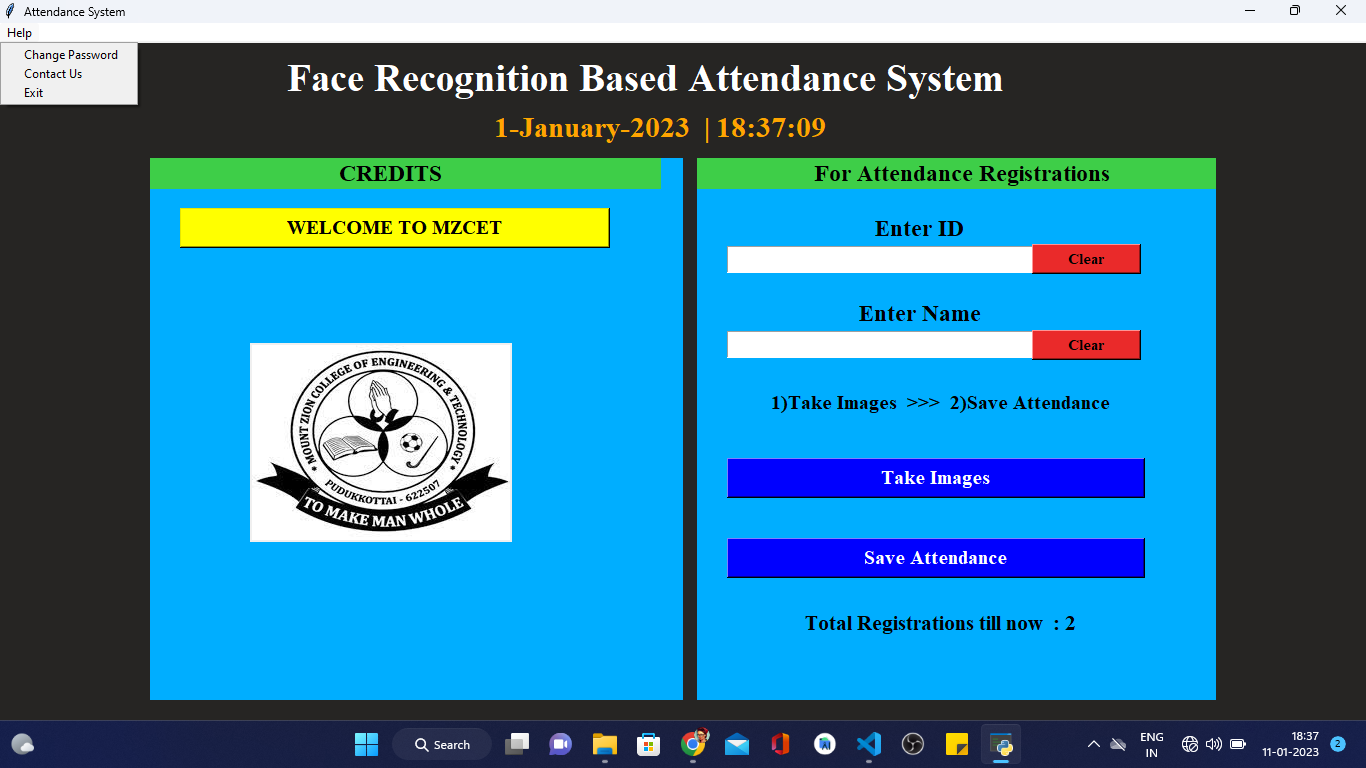 Attendance System
Help
Change Password
Contact Us
Exit
Face Recognition Based Attendance System
1-January-2023 | 18:37:09
CREDITS
WELCOME TO MZCET
* MOUNT ZION COLLEGE OF ENGINEERING & TECHNOLOGY *
PUDUKKOTTAI - 622507
TO MAKE MAN WHOLE
For Attendance Registrations
Enter ID
Clear
Enter Name
Clear
1)Take Images >>> 2)Save Attendance
Take Images
Save Attendance
Total Registrations till now : 2
Search
ENG
IN
18:37
11-01-2023
2